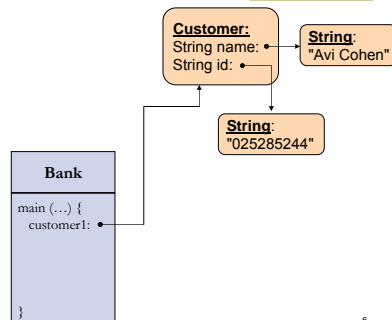 Customer:
String name:
String id:
String:
"Avi Cohen"
String:
"025285244"
Bank
main (…) {
customer1:
}
6